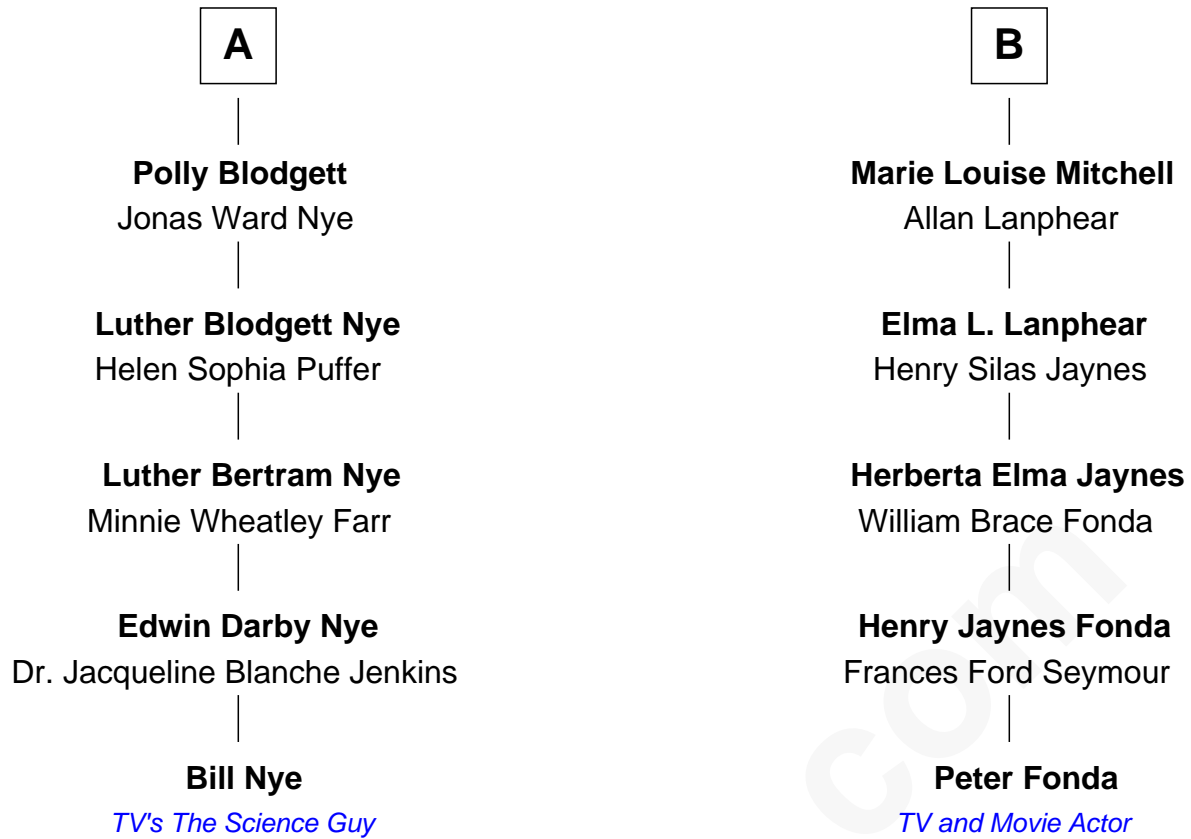 A
Polly Blodgett
Jonas Ward Nye
Luther Blodgett Nye
Helen Sophia Puffer
Luther Bertram Nye
Minnie Wheatley Farr
Edwin Darby Nye
Dr. Jacqueline Blanche Jenkins
Bill Nye
TV's The Science Guy
B
Marie Louise Mitchell
Allan Lanphear
Elma L. Lanphear
Henry Silas Jaynes
Herberta Elma Jaynes
William Brace Fonda
Henry Jaynes Fonda
Frances Ford Seymour
Peter Fonda
TV and Movie Actor
com